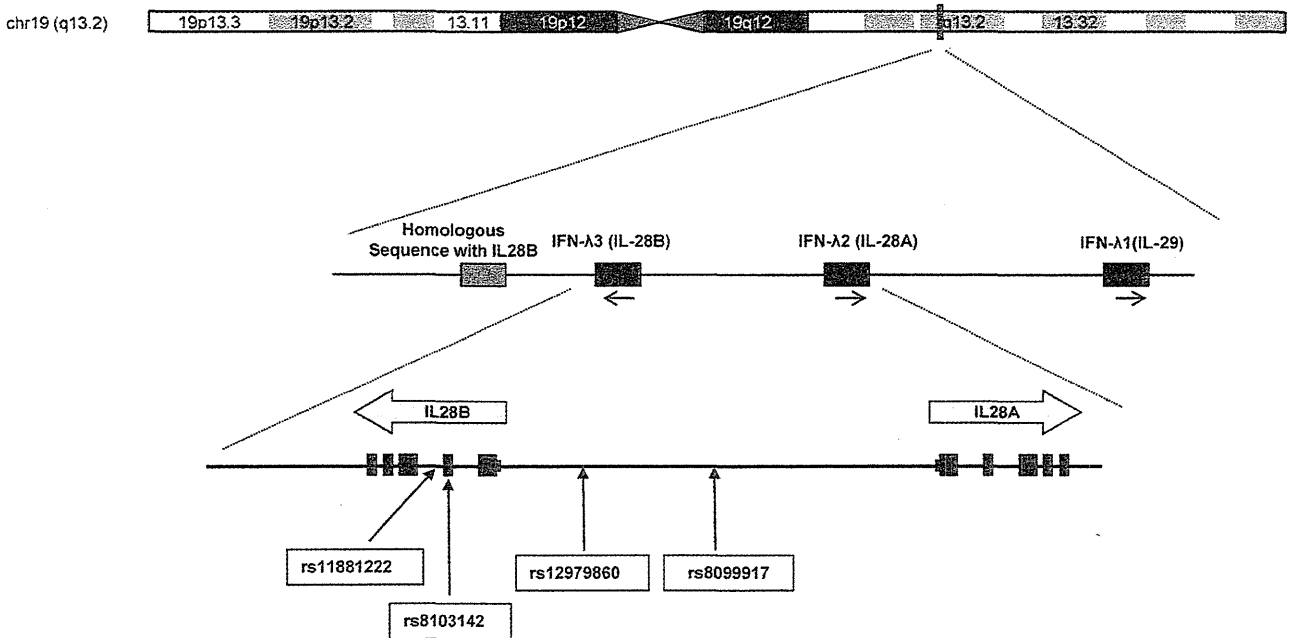 chr19 (q13.2)
19p13.3
19p13.2
13.11
19p12
19q12
q13.2
13.32
Homologous
Sequence with IL28B
IFN-λ3 (IL-28B)
IFN-λ2 (IL-28A)
IFN-λ1(IL-29)
IL28B
IL28A
rs11881222
rs12979860
rs8099917
rs8103142